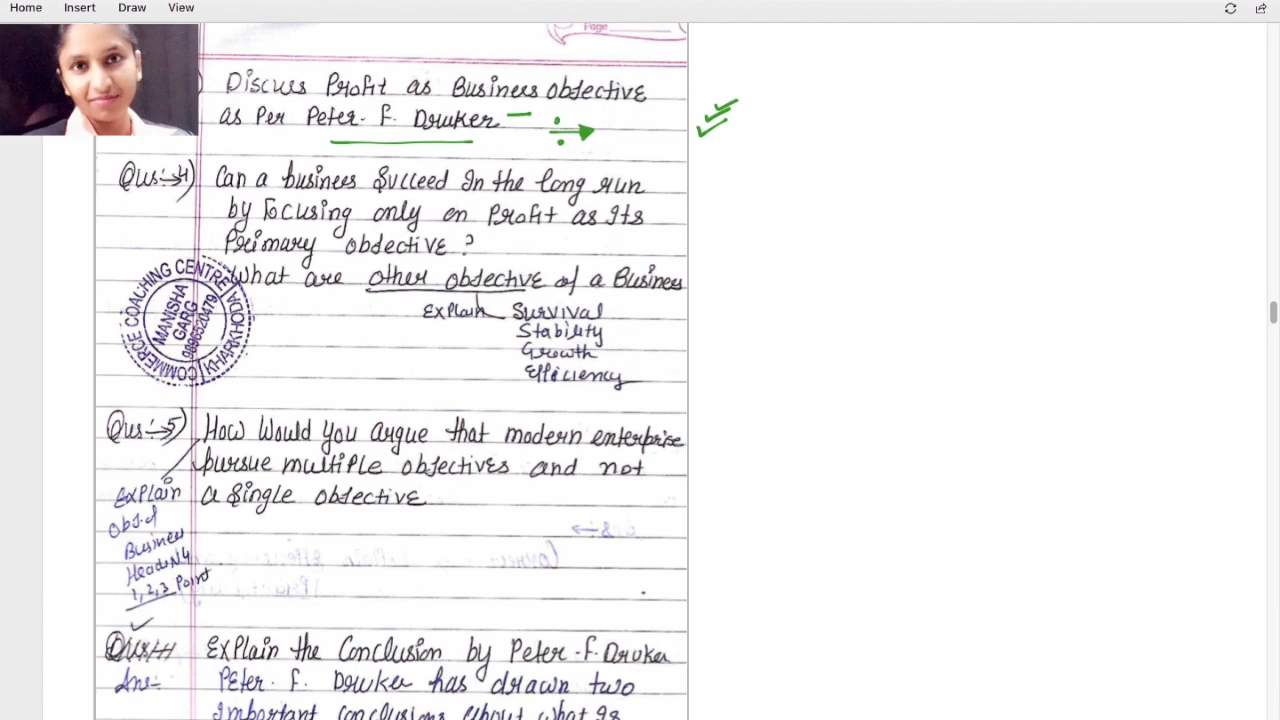 Home Insert Draw View
Page
Discuss Profit as Business objective
as Per Peter. F. Druker -
Qus:→4) Can a business Succeed In the long run
by Focusing only on Profit as Its
Primary objective?
What are other objective of a Business
Explain Survival
Stability
Growth
Efficiency
COMMERCE COACHING CENTRE, KHARKHODA
MANISHA
GARG
Qus:→5) How Would you argue that modern enterprise
pursue multiple objectives and not
a Single objective
Explain
Obj. of
Business
1, 2, 3 Point
Qus Explain the Conclusion by Peter-F. Druker
Ans:- Peter. F. Druker has drawn two
Important Conclusions about what Is